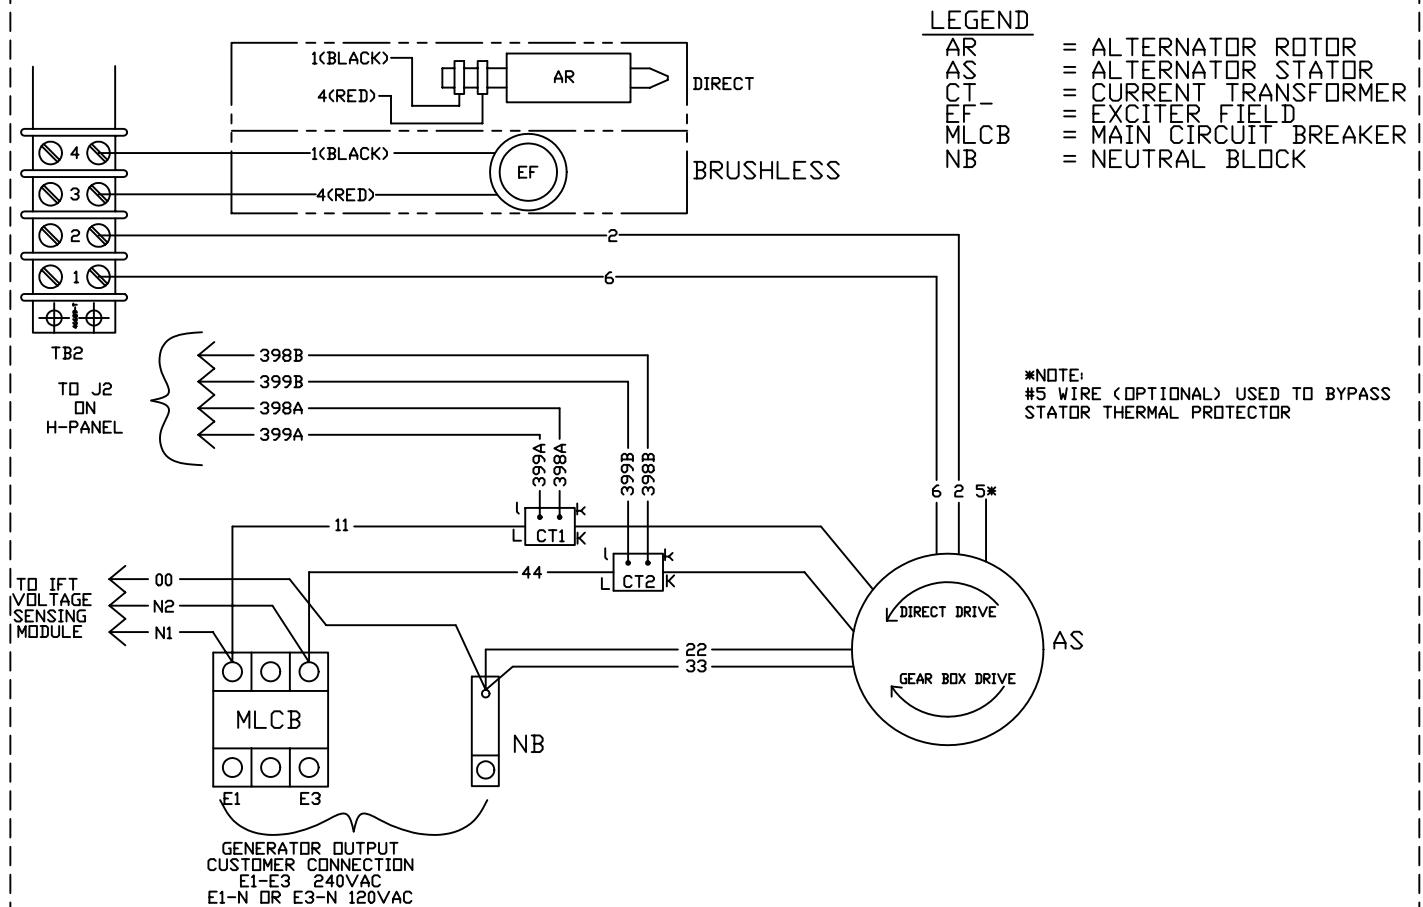 LEGEND
AR = ALTERNATOR ROTOR
AS = ALTERNATOR STATOR
CT = CURRENT TRANSFORMER
EF = EXCITER FIELD
MLCB = MAIN CIRCUIT BREAKER
NB = NEUTRAL BLOCK
1(BLACK)
AR
DIRECT
4(RED)
4
1(BLACK)
EF
BRUSHLESS
3
4(RED)
2
2
1
6
TB2
TO J2
ON
H-PANEL
398B
399B
398A
399A
*NOTE:
#5 WIRE (OPTIONAL) USED TO BYPASS
STATOR THERMAL PROTECTOR
399A
398A
399B
398B
6 2 5*
l
k
11
L
CT1
K
l
k
44
L
CT2
K
TO IFT
VOLTAGE
SENSING
MODULE
00
N2
N1
DIRECT DRIVE
AS
22
33
GEAR BOX DRIVE
MLCB
NB
E1
E3
GENERATOR OUTPUT
CUSTOMER CONNECTION
E1-E3 240VAC
E1-N OR E3-N 120VAC